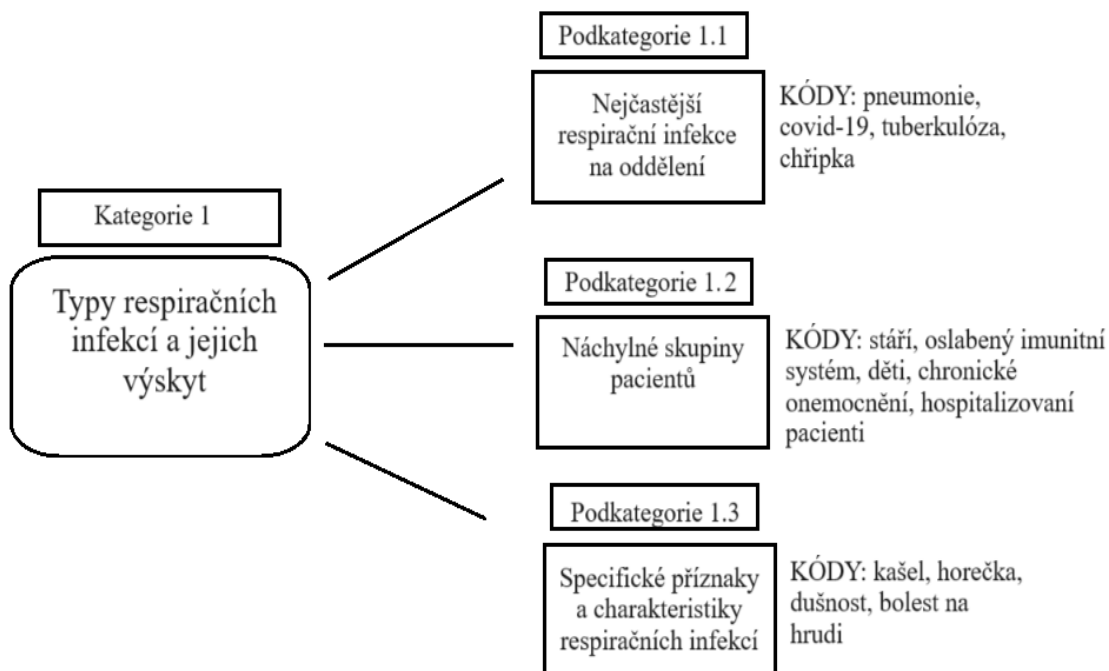 Kategorie 1
Typy respiračních
infekcí a jejich
výskyt
Podkategorie 1.1
Nejčastější
respirační infekce
na oddělení
KÓDY: pneumonie,
covid-19, tuberkulóza,
chřipka
Podkategorie 1.2
Náchylné skupiny
pacientů
KÓDY: stáří, oslabený imunitní
systém, děti, chronické
onemocnění, hospitalizovaní
pacienti
Podkategorie 1.3
Specifické příznaky
a charakteristiky
respiračních infekcí
KÓDY: kašel, horečka,
dušnost, bolest na
hrudi